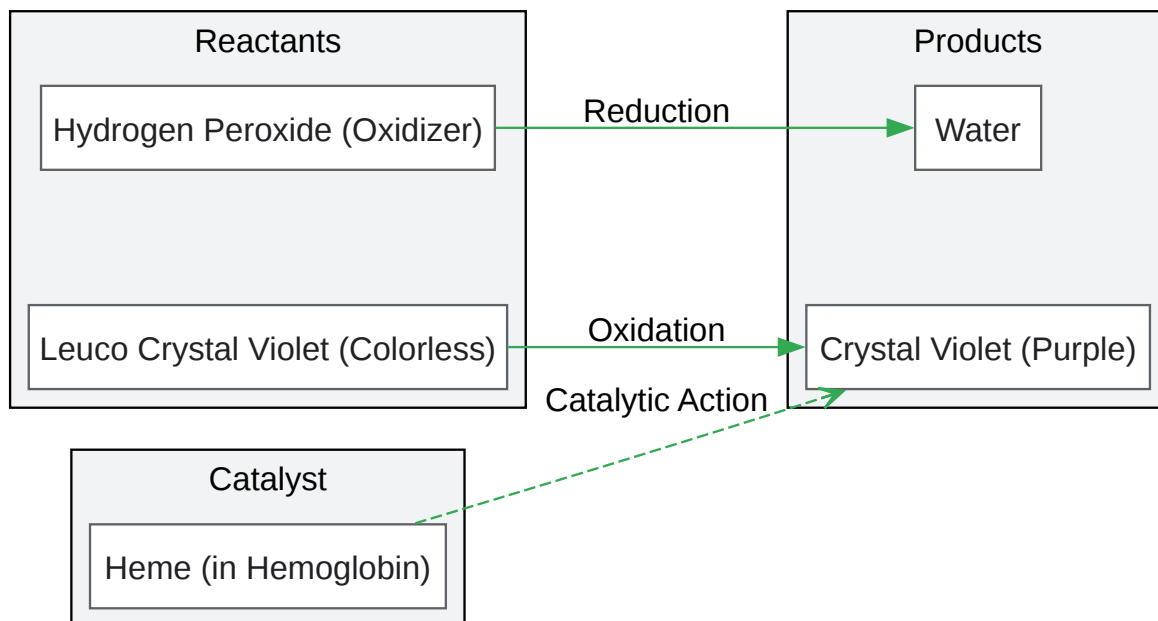 Reactants
Products
Hydrogen Peroxide (Oxidizer)
Reduction
Water
Leuco Crystal Violet (Colorless)
Oxidation
Crystal Violet (Purple)
Catalytic Action
Catalyst
Heme (in Hemoglobin)